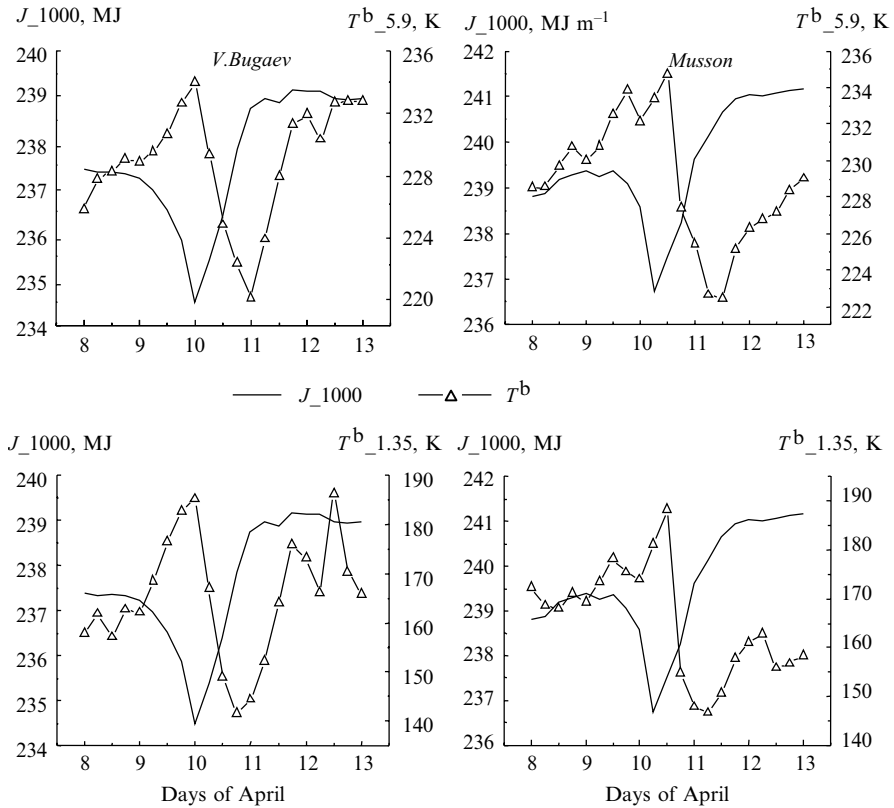 J_1000, MJ
Tᵇ_5.9, K
V.Bugaev
240
239
238
237
236
235
234
236
232
228
224
220
8 9 10 11 12 13
J_1000, MJ m⁻¹
Tᵇ_5.9, K
Musson
242
241
240
239
238
237
236
236
234
232
230
228
226
224
222
8 9 10 11 12 13
J_1000
Tᵇ
J_1000, MJ
Tᵇ_1.35, K
240
239
238
237
236
235
234
190
180
170
160
150
140
8 9 10 11 12 13
Days of April
J_1000, MJ
Tᵇ_1.35, K
242
241
240
239
238
237
236
190
180
170
160
150
140
8 9 10 11 12 13
Days of April